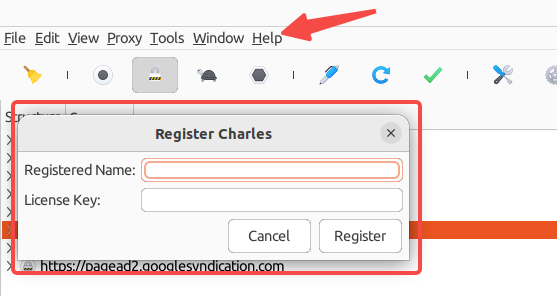 File Edit View Proxy Tools Window Help
Register Charles
Registered Name:
License Key:
Cancel Register
https://pagead2.googlesyndication.com